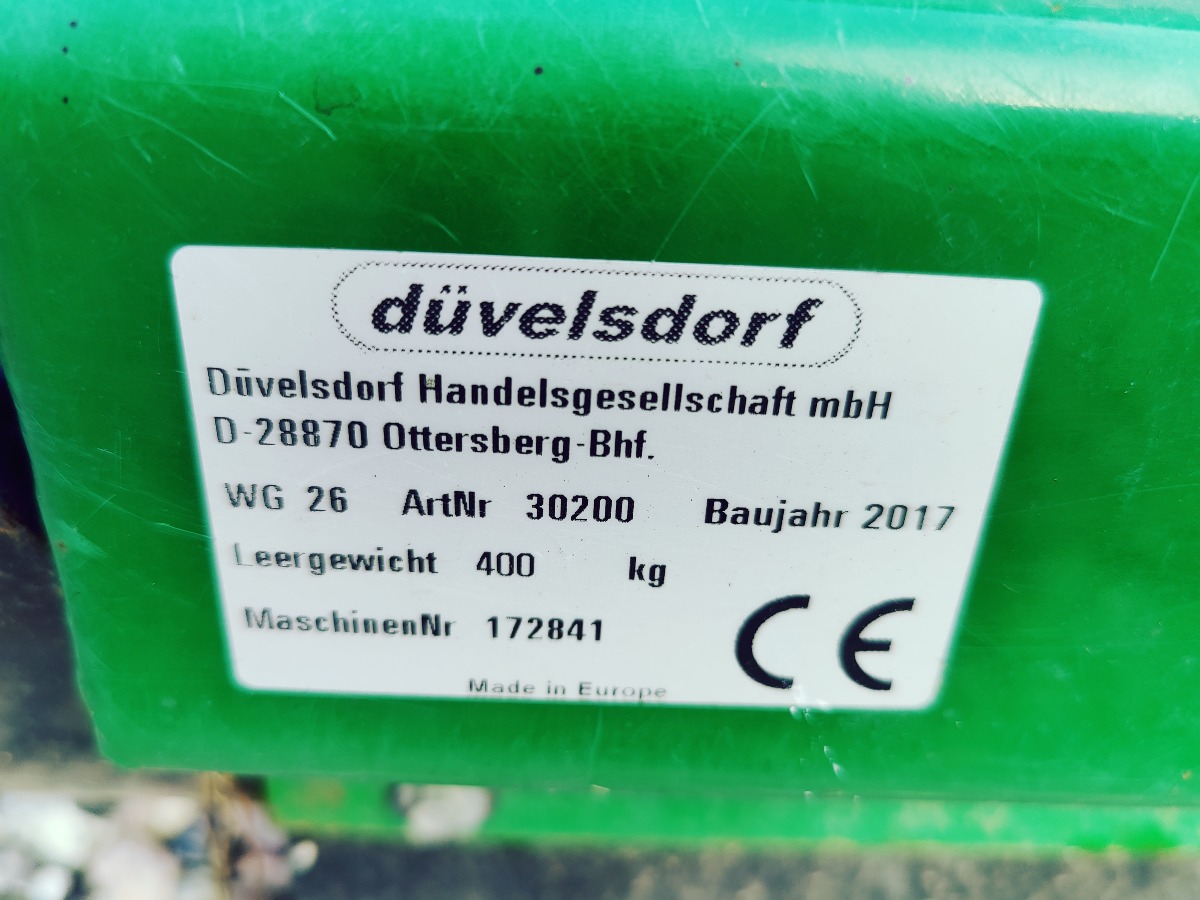 düvelsdorf
Düvelsdorf Handelsgesellschaft mbH
D-28870 Ottersberg-Bhf.
WG 26 ArtNr 30200 Baujahr 2017
Leergewicht 400 kg
MaschinenNr 172841
CE
Made in Europe